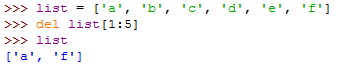 >>> list = ['a', 'b', 'c', 'd', 'e', 'f']
>>> del list[1:5]
>>> list
['a', 'f']